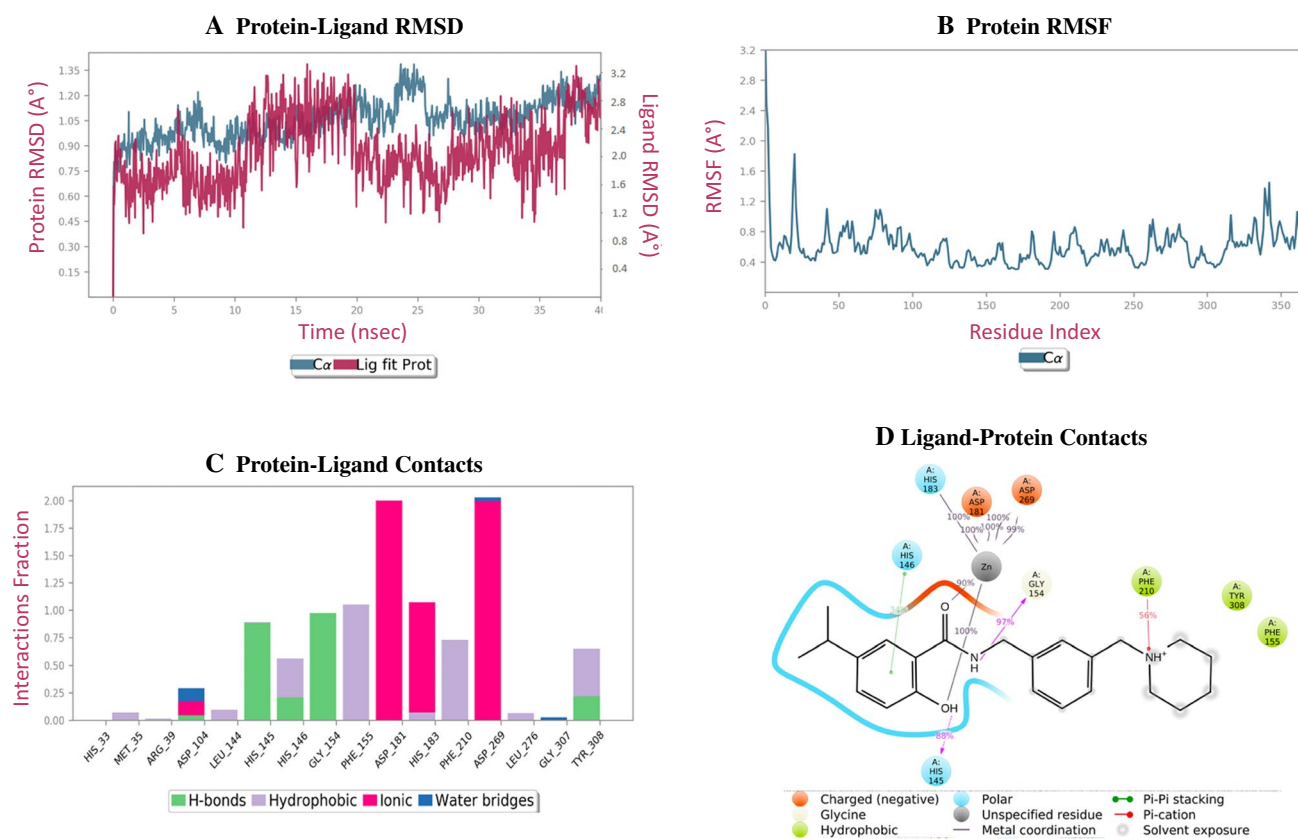 A Protein-Ligand RMSD
Protein RMSD (A°)
1.35
1.20
1.05
0.90
0.75
0.60
0.45
0.30
0.15
3.2
2.8
2.4
2.0
1.6
1.2
0.8
0.4
Ligand RMSD (A°)
0 5 10 15 20 25 30 35 40
Time (nsec)
Cα Lig fit Prot
B Protein RMSF
RMSF (A°)
3.2
2.8
2.4
2.0
1.6
1.2
0.8
0.4
0 50 100 150 200 250 300 350
Residue Index
Cα
C Protein-Ligand Contacts
Interactions Fraction
2.00
1.75
1.50
1.25
1.00
0.75
0.50
0.25
0.00
HIS_33 MET_35 ARG_39 ASP_104 LEU_144 HIS_145 HIS_146 GLY_154 PHE_155 ASP_181 HIS_183 PHE_210 ASP_269 LEU_276 GLY_307 TYR_308
H-bonds Hydrophobic Ionic Water bridges
D Ligand-Protein Contacts
A:
HIS
183
A:
ASP
181
A:
ASP
269
100%
100%
100%
100%
99%
A:
HIS
146
Zn
A:
GLY
154
A:
PHE
210
A:
TYR
308
A:
PHE
155
90%
97%
56%
100%
O
N
H
NH+
OH
88%
A:
HIS
145
Charged (negative) Polar Pi-Pi stacking
Glycine Unspecified residue Pi-cation
Hydrophobic Metal coordination Solvent exposure